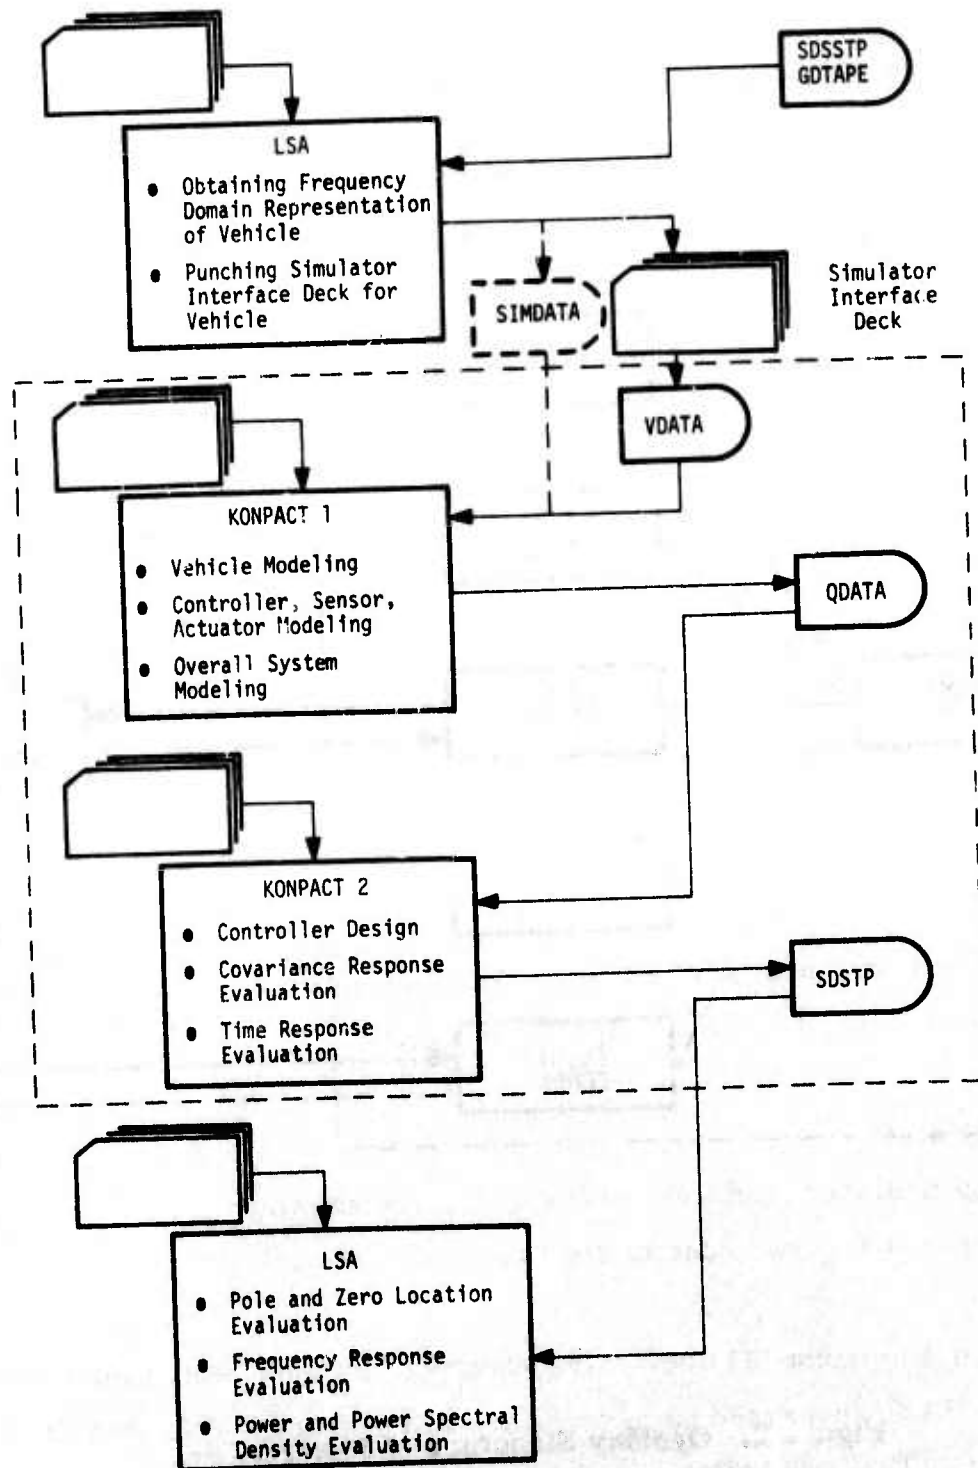 SDSSTP
GDTAPE
LSA
● Obtaining Frequency
Domain Representation
of Vehicle
● Punching Simulator
Interface Deck for
Vehicle
SIMDATA
Simulator
Interface
Deck
VDATA
KONPACT 1
● Vehicle Modeling
● Controller, Sensor,
Actuator Modeling
● Overall System
Modeling
QDATA
KONPACT 2
● Controller Design
● Covariance Response
Evaluation
● Time Response
Evaluation
SDSTP
LSA
● Pole and Zero Location
Evaluation
● Frequency Response
Evaluation
● Power and Power Spectral
Density Evaluation